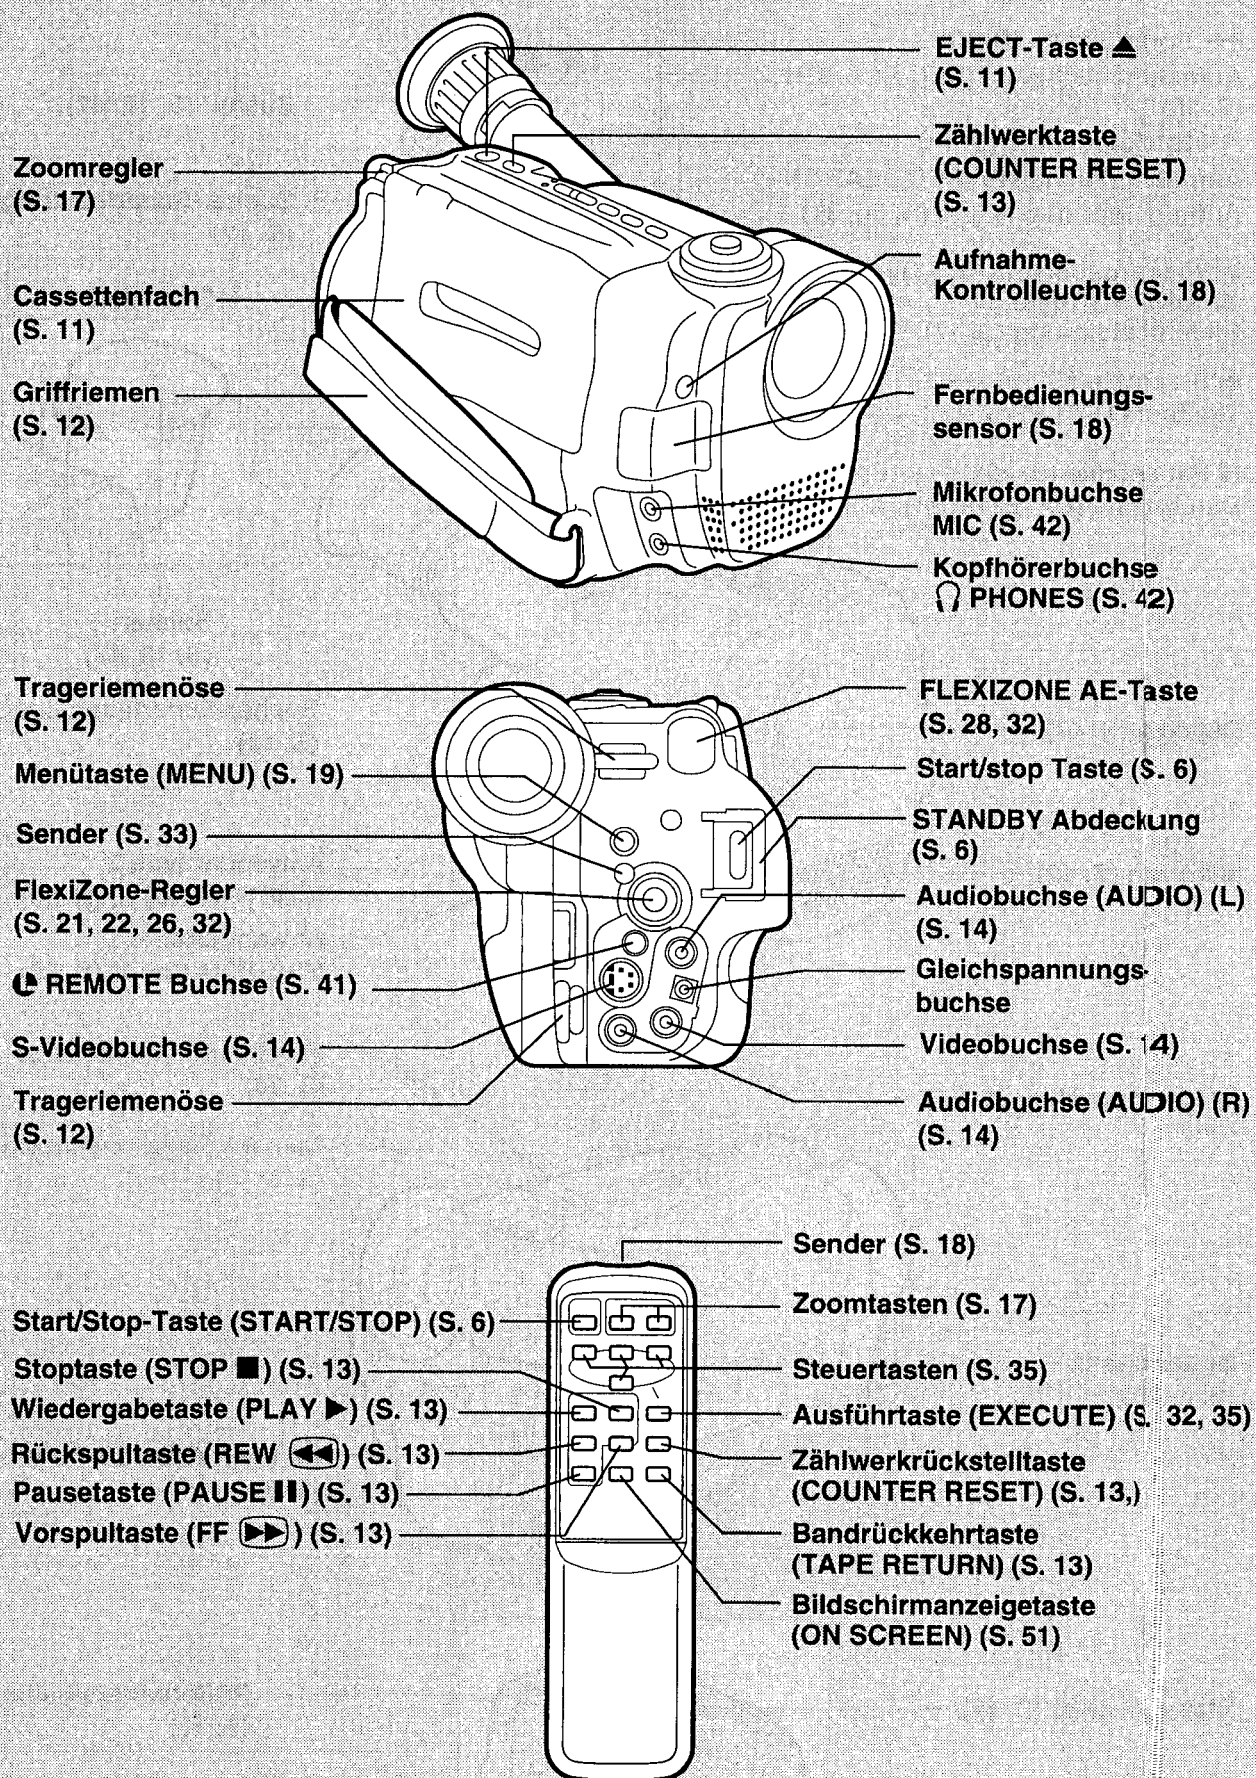 EJECT-Taste ⏏
(S. 11)
Zählwerktaste
(COUNTER RESET)
(S. 13)
Zoomregler
(S. 17)
Aufnahme-
Kontrolleuchte (S. 18)
Cassettenfach
(S. 11)
Griffriemen
(S. 12)
Fernbedienungs-
sensor (S. 18)
Mikrofonbuchse
MIC (S. 42)
Kopfhörerbuchse
🎧 PHONES (S. 42)
Trageriemenöse
(S. 12)
Menütaste (MENU) (S. 19)
Sender (S. 33)
FlexiZone-Regler
(S. 21, 22, 26, 32)
REMOTE Buchse (S. 41)
S-Videobuchse (S. 14)
Trageriemenöse
(S. 12)
FLEXIZONE AE-Taste
(S. 28, 32)
Start/stop Taste (S. 6)
STANDBY Abdeckung
(S. 6)
Audiobuchse (AUDIO) (L)
(S. 14)
Gleichspannungs-
buchse
Videobuchse (S. 14)
Audiobuchse (AUDIO) (R)
(S. 14)
Start/Stop-Taste (START/STOP) (S. 6)
Stoptaste (STOP ■) (S. 13)
Wiedergabetaste (PLAY ▶) (S. 13)
Rückspultaste (REW ◀◀) (S. 13)
Pausetaste (PAUSE ❚❚) (S. 13)
Vorspultaste (FF ▶▶) (S. 13)
Sender (S. 18)
Zoomtasten (S. 17)
Steuertasten (S. 35)
Ausführtaste (EXECUTE) (S. 32, 35)
Zählwerkrückstelltaste
(COUNTER RESET) (S. 13,)
Bandrückkehrtaste
(TAPE RETURN) (S. 13)
Bildschirmanzeigetaste
(ON SCREEN) (S. 51)